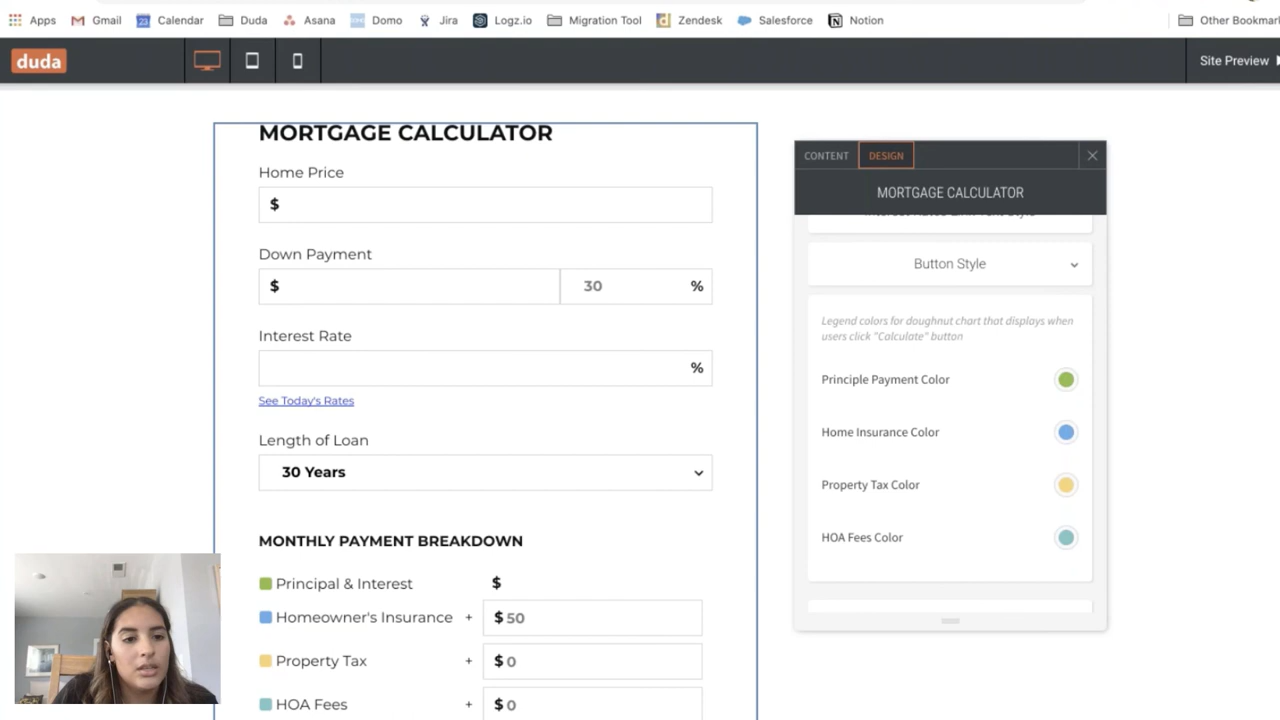 Apps Gmail 23 Calendar Duda Asana DOMO Domo Jira Logz.io Migration Tool Zendesk Salesforce Notion Other Bookmar
duda Site Preview
MORTGAGE CALCULATOR
Home Price
$
Down Payment
$ 30 %
Interest Rate
%
See Today's Rates
Length of Loan
30 Years
MONTHLY PAYMENT BREAKDOWN
Principal & Interest $
Homeowner's Insurance + $ 50
Property Tax + $ 0
HOA Fees + $ 0
CONTENT DESIGN
MORTGAGE CALCULATOR
Button Style
Legend colors for doughnut chart that displays when
users click "Calculate" button
Principle Payment Color
Home Insurance Color
Property Tax Color
HOA Fees Color